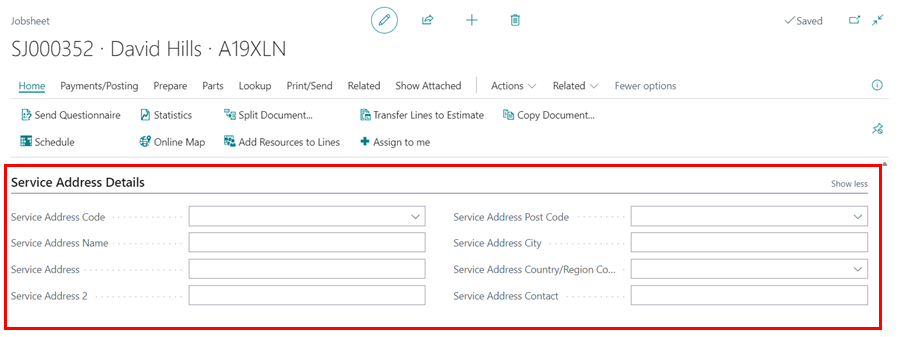 Jobsheet
Saved
SJ000352 · David Hills · A19XLN
Home Payments/Posting Prepare Parts Lookup Print/Send Related Show Attached Actions Related Fewer options
Send Questionnaire Statistics Split Document... Transfer Lines to Estimate Copy Document...
Schedule Online Map Add Resources to Lines Assign to me
Service Address Details Show less
Service Address Code Service Address Post Code
Service Address Name Service Address City
Service Address Service Address Country/Region Co...
Service Address 2 Service Address Contact